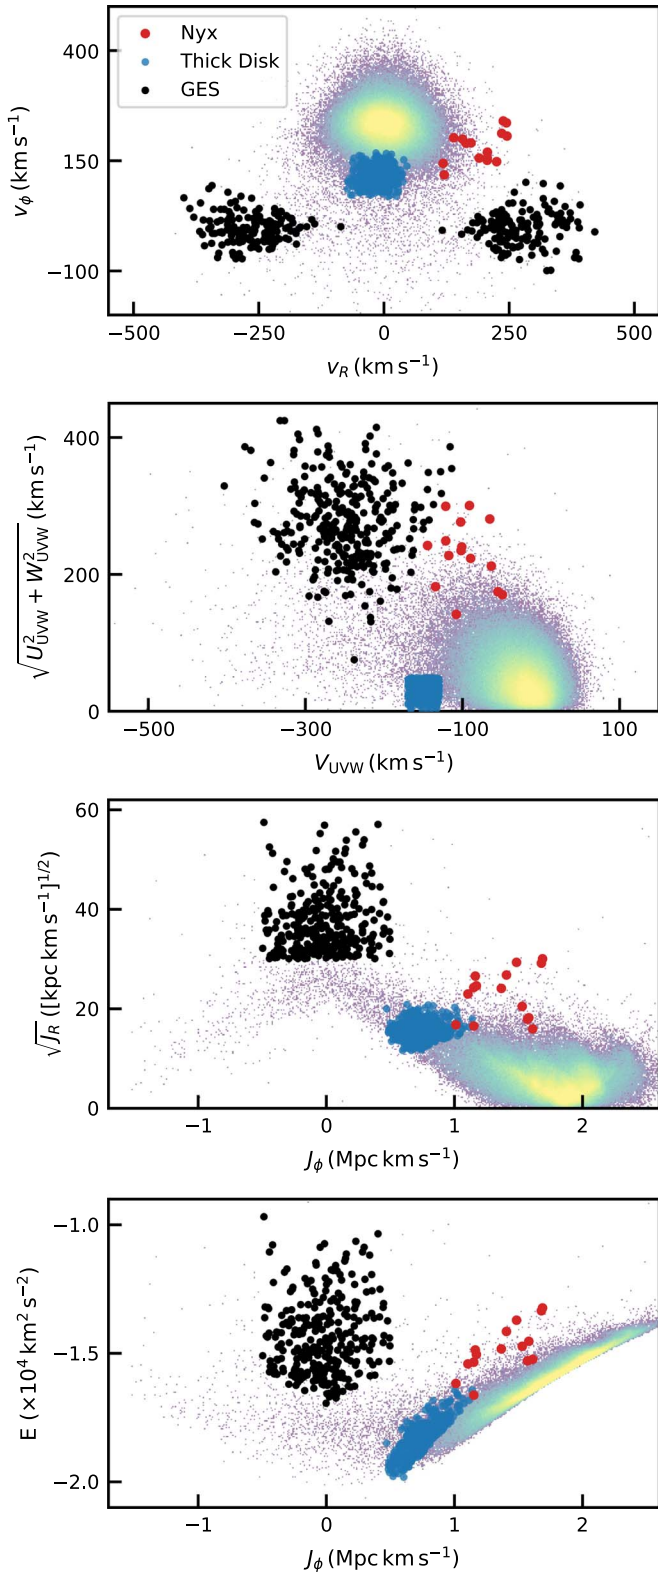 Nyx
Thick Disk
GES
400
150
−100
v_ϕ (km s⁻¹)
−500 −250 0 250 500
v_R (km s⁻¹)
400
200
0
√U²_UVW + W²_UVW (km s⁻¹)
−500 −300 −100 100
V_UVW (km s⁻¹)
60
40
20
0
√J_R ([kpc km s⁻¹]^1/2)
−1 0 1 2
J_ϕ (Mpc km s⁻¹)
−1.0
−1.5
−2.0
E (×10⁴ km² s⁻²)
−1 0 1 2
J_ϕ (Mpc km s⁻¹)